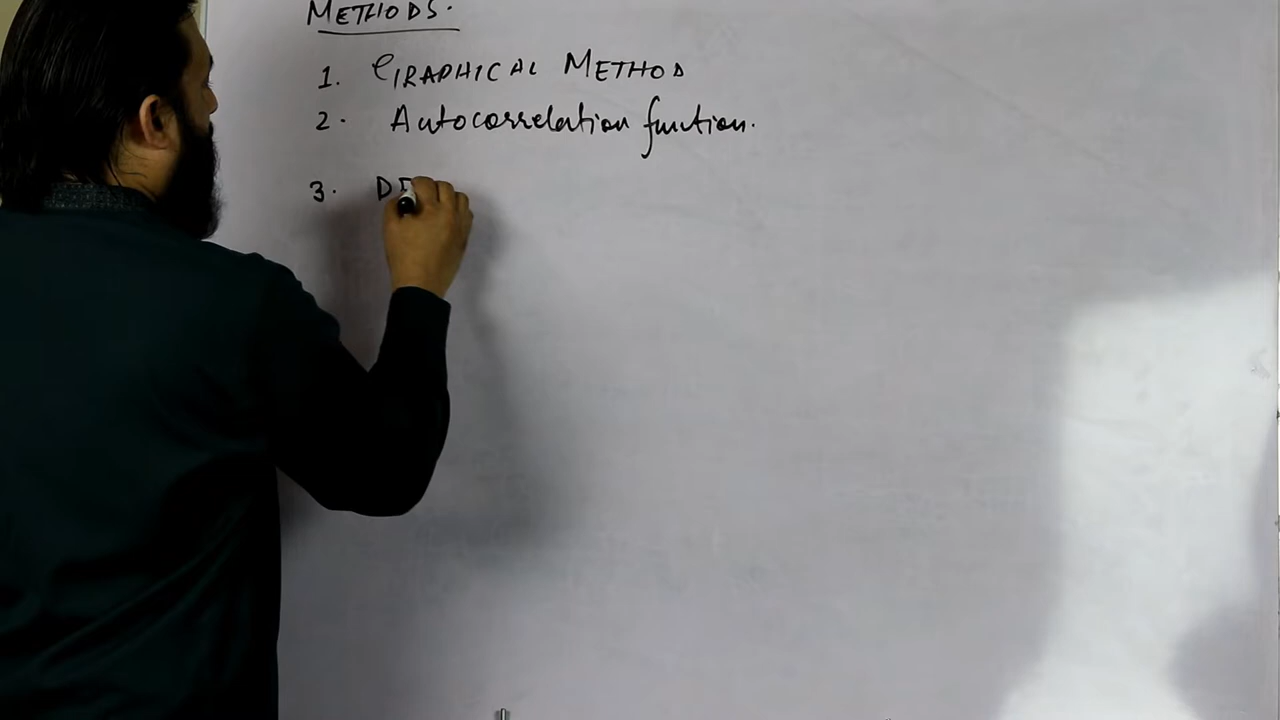 METHODS.
1. GRAPHICAL METHOD
2. Autocorrelation function.
3. D